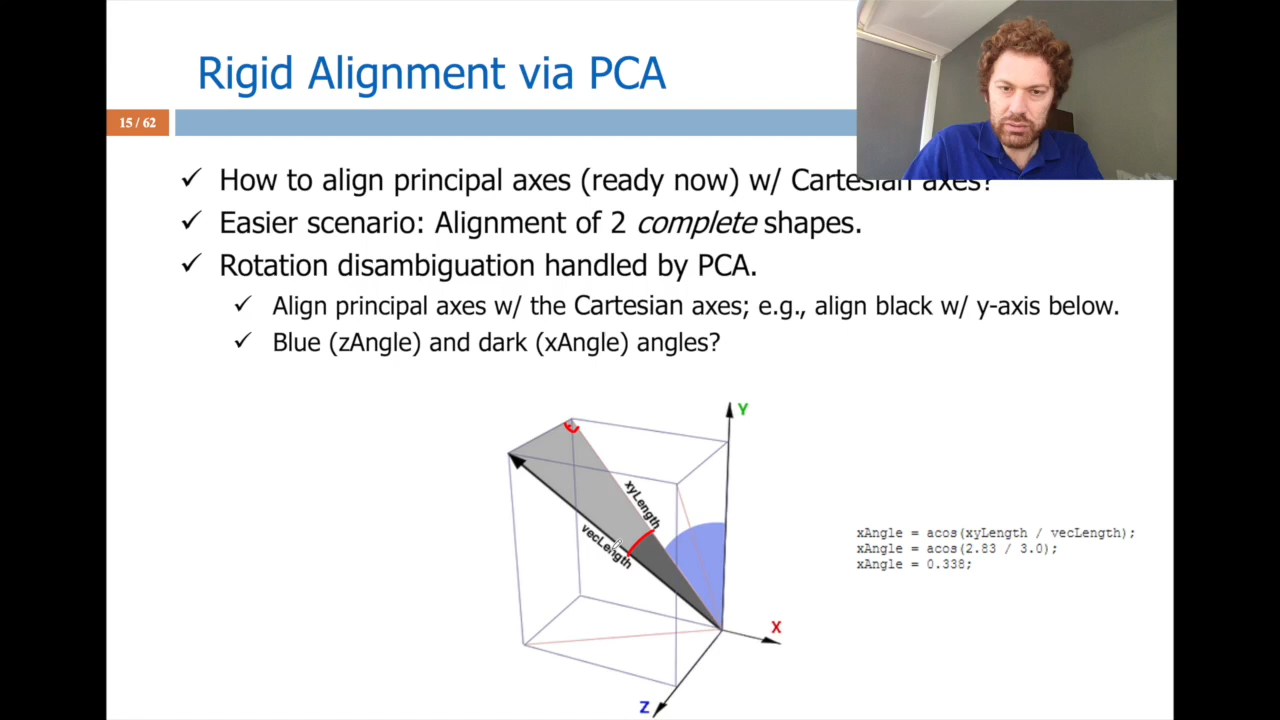 Rigid Alignment via PCA
15 / 62
✓ How to align principal axes (ready now) w/ Cartesian axes?
✓ Easier scenario: Alignment of 2 complete shapes.
✓ Rotation disambiguation handled by PCA.
✓ Align principal axes w/ the Cartesian axes; e.g., align black w/ y-axis below.
✓ Blue (zAngle) and dark (xAngle) angles?
Y
xyLength
vecLength
xAngle = acos(xyLength / vecLength);
xAngle = acos(2.83 / 3.0);
xAngle = 0.338;
X
Z